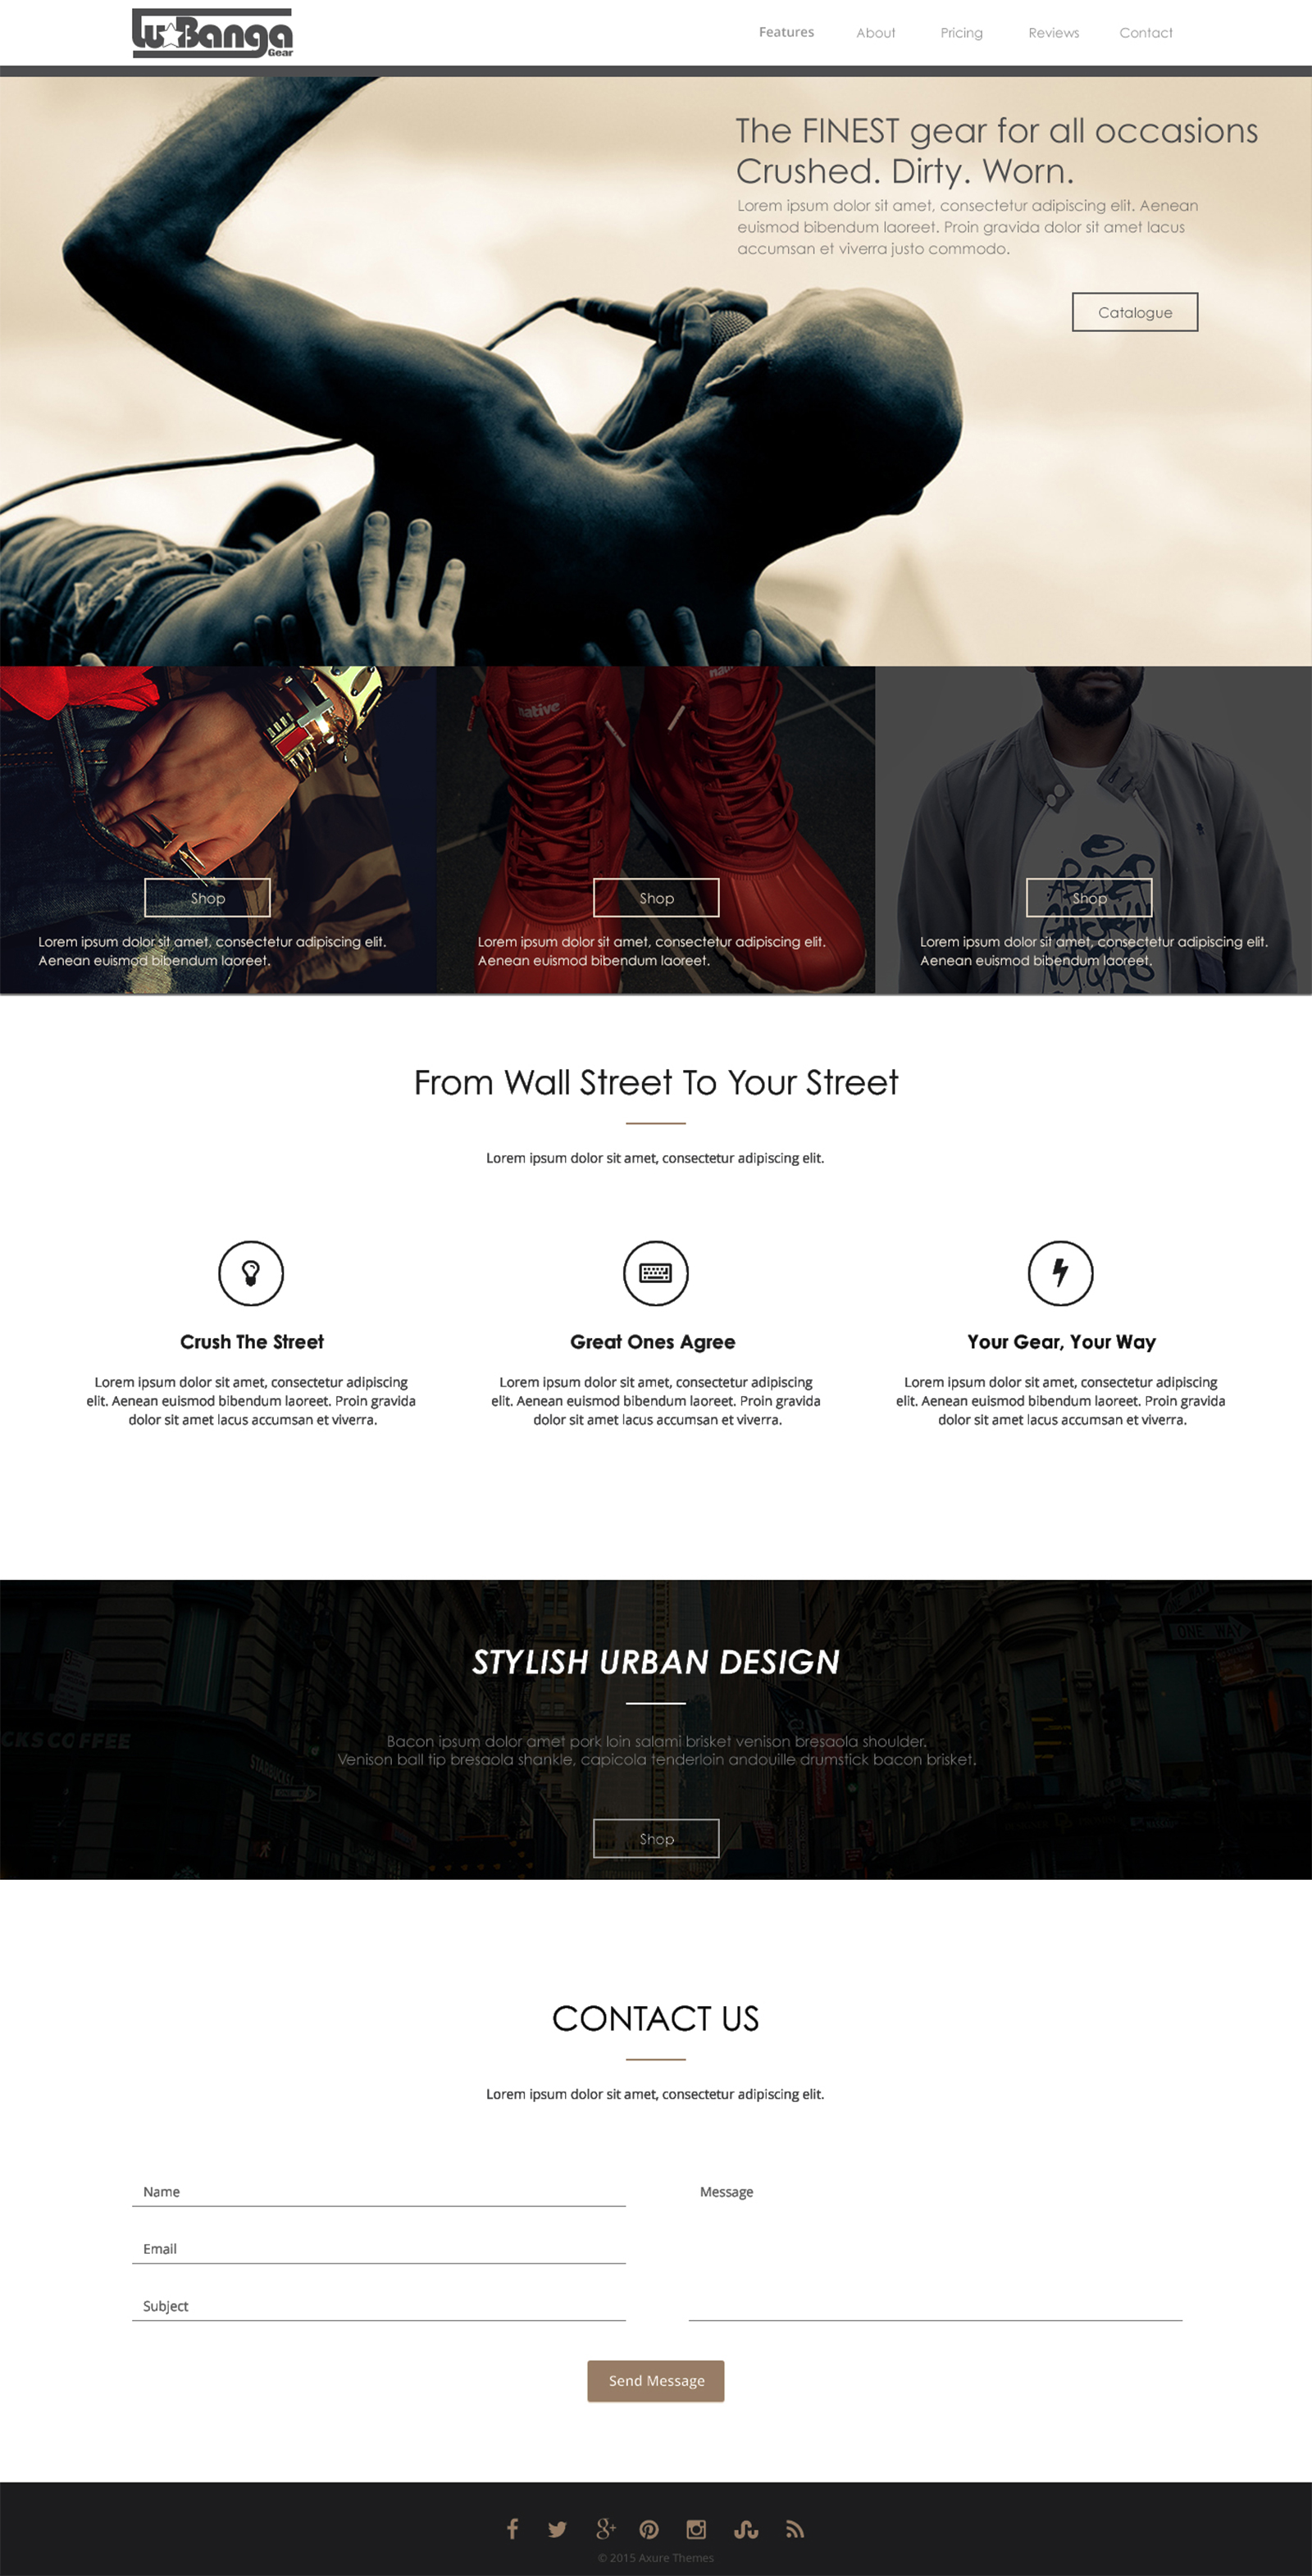 Lu Banga
Gear
Features About Pricing Reviews Contact
The FINEST gear for all occasions
Crushed. Dirty. Worn.
Lorem ipsum dolor sit amet, consectetur adipiscing elit. Aenean
euismod bibendum laoreet. Proin gravida dolor sit amet lacus
accumsan et viverra justo commodo.
Catalogue
native
Shop
Lorem ipsum dolor sit amet, consectetur adipiscing elit.
Aenean euismod bibendum laoreet.
Shop
Lorem ipsum dolor sit amet, consectetur adipiscing elit.
Aenean euismod bibendum laoreet.
Shop
Lorem ipsum dolor sit amet, consectetur adipiscing elit.
Aenean euismod bibendum laoreet.
From Wall Street To Your Street
Lorem ipsum dolor sit amet, consectetur adipiscing elit.
Crush The Street
Lorem ipsum dolor sit amet, consectetur adipiscing
elit. Aenean euismod bibendum laoreet. Proin gravida
dolor sit amet lacus accumsan et viverra.
Great Ones Agree
Lorem ipsum dolor sit amet, consectetur adipiscing
elit. Aenean euismod bibendum laoreet. Proin gravida
dolor sit amet lacus accumsan et viverra.
Your Gear, Your Way
Lorem ipsum dolor sit amet, consectetur adipiscing
elit. Aenean euismod bibendum laoreet. Proin gravida
dolor sit amet lacus accumsan et viverra.
ONE WAY
STYLISH URBAN DESIGN
CKS COFFEE
Bacon ipsum dolor amet pork loin salami brisket venison bresaola shoulder.
Venison ball tip bresaola shankle, capicola tenderloin andouille drumstick bacon brisket.
STARBUCKS
Shop
CONTACT US
Lorem ipsum dolor sit amet, consectetur adipiscing elit.
Name
Email
Subject
Message
Send Message
© 2015 Axure Themes